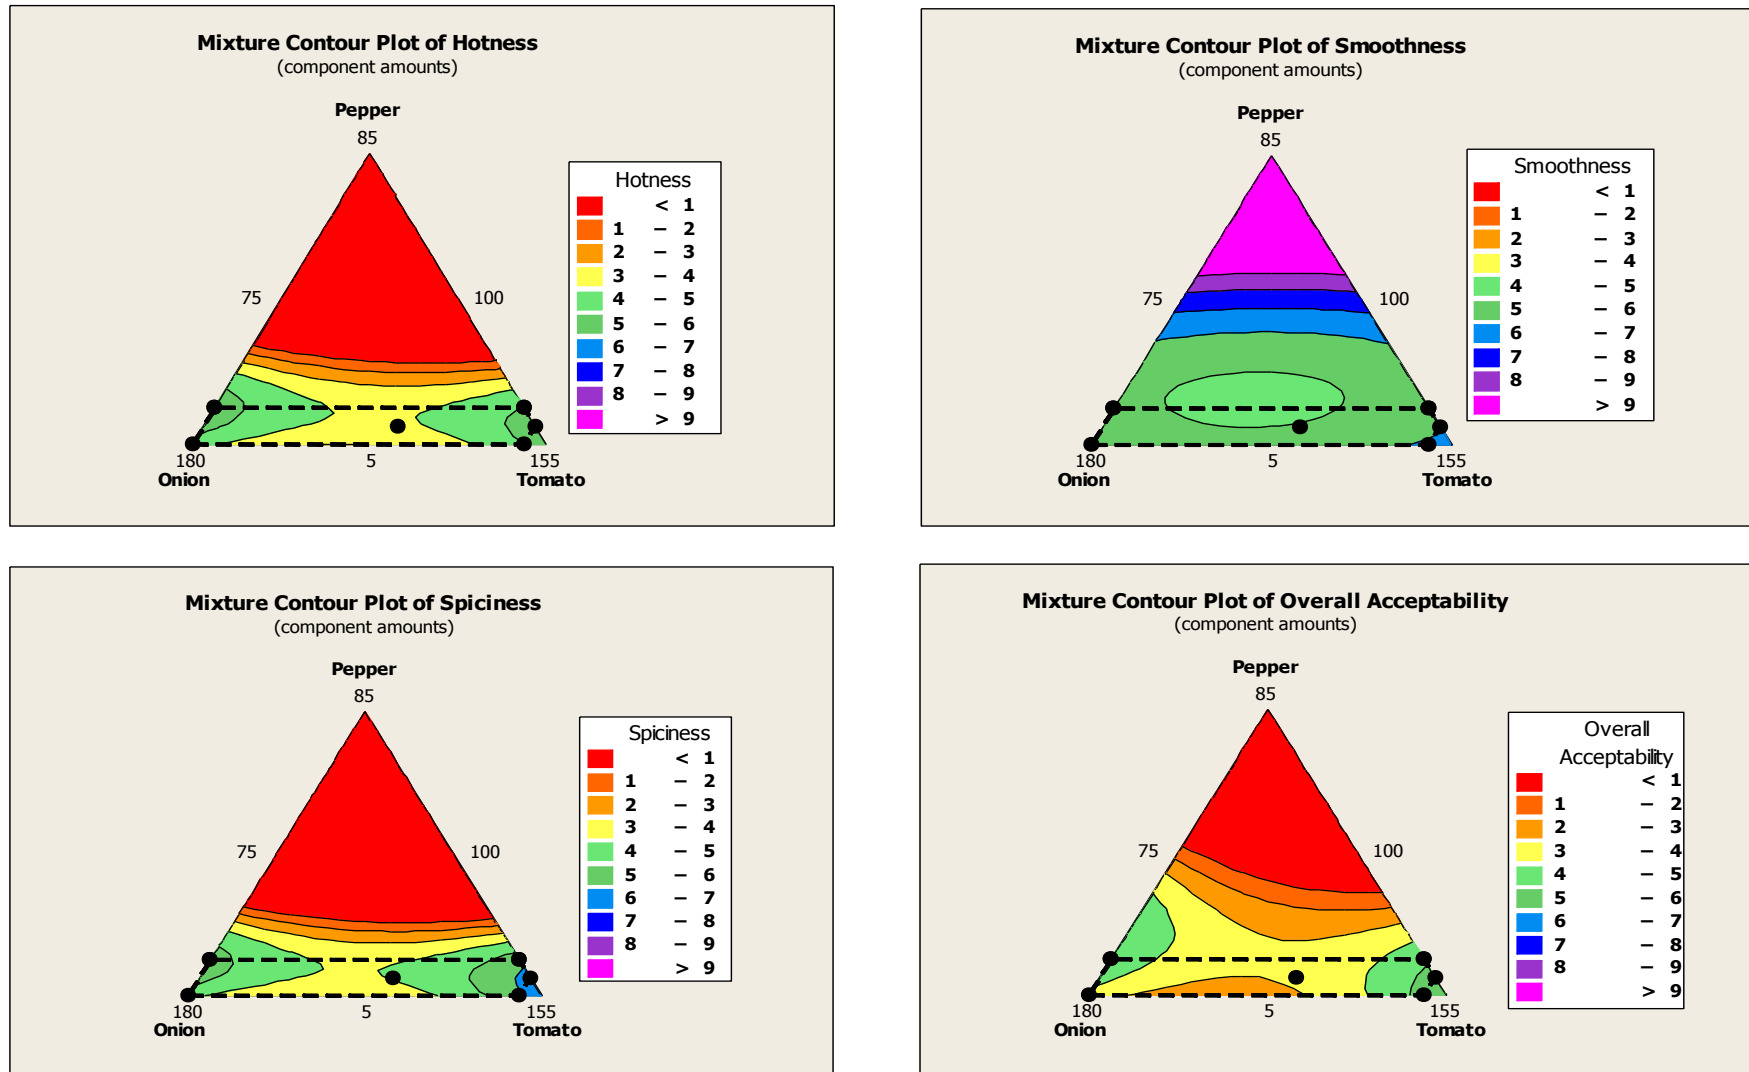 Mixture Contour Plot of Hotness
(component amounts)
Pepper
85
75
100
180
5
155
Onion
Tomato
Hotness
< 1
1 – 2
2 – 3
3 – 4
4 – 5
5 – 6
6 – 7
7 – 8
8 – 9
> 9
Mixture Contour Plot of Smoothness
(component amounts)
Pepper
85
75
100
180
5
155
Onion
Tomato
Smoothness
< 1
1 – 2
2 – 3
3 – 4
4 – 5
5 – 6
6 – 7
7 – 8
8 – 9
> 9
Mixture Contour Plot of Spiciness
(component amounts)
Pepper
85
75
100
180
5
155
Onion
Tomato
Spiciness
< 1
1 – 2
2 – 3
3 – 4
4 – 5
5 – 6
6 – 7
7 – 8
8 – 9
> 9
Mixture Contour Plot of Overall Acceptability
(component amounts)
Pepper
85
75
100
180
5
155
Onion
Tomato
Overall
Acceptability
< 1
1 – 2
2 – 3
3 – 4
4 – 5
5 – 6
6 – 7
7 – 8
8 – 9
> 9